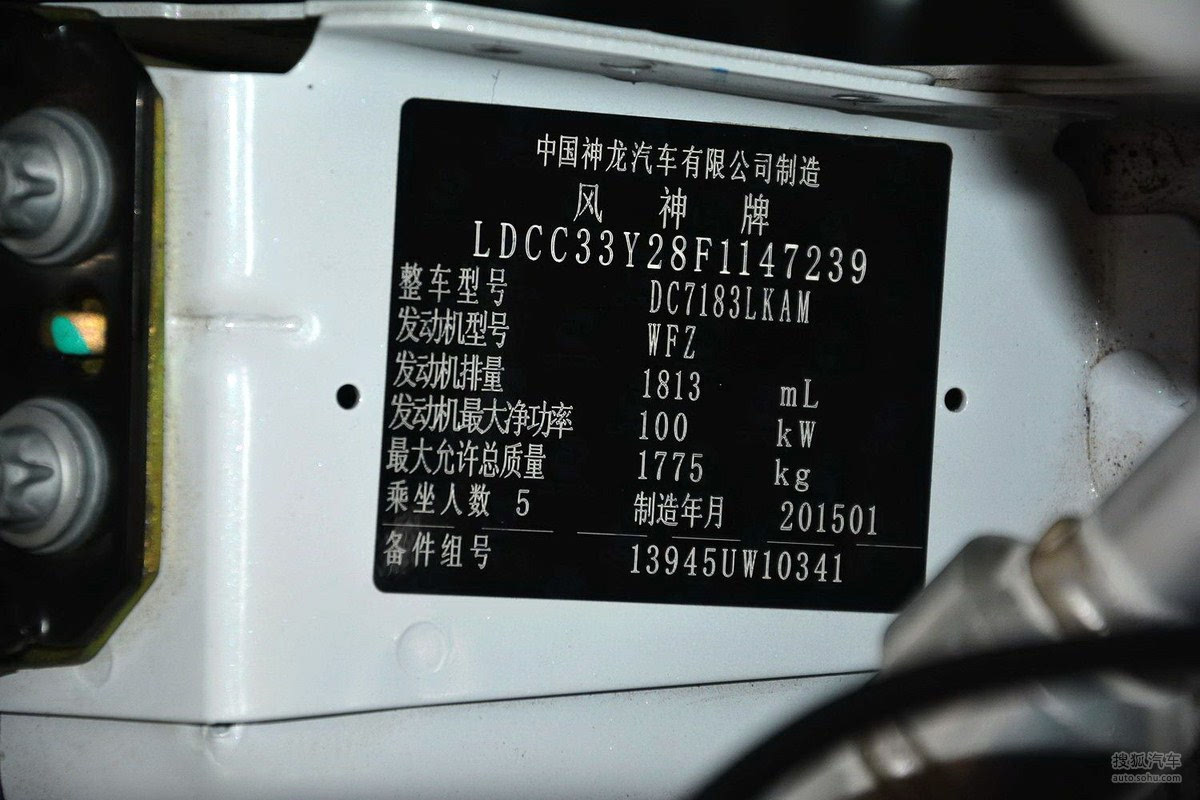 中国神龙汽车有限公司制造
风 神 牌
LDCC33Y28F1147239
整车型号 DC7183LKAM
发动机型号 WFZ
发动机排量 1813 mL
发动机最大净功率 100 kW
最大允许总质量 1775 kg
乘坐人数 5 制造年月 201501
备件组号 13945UW10341
搜狐汽车
auto.sohu.com